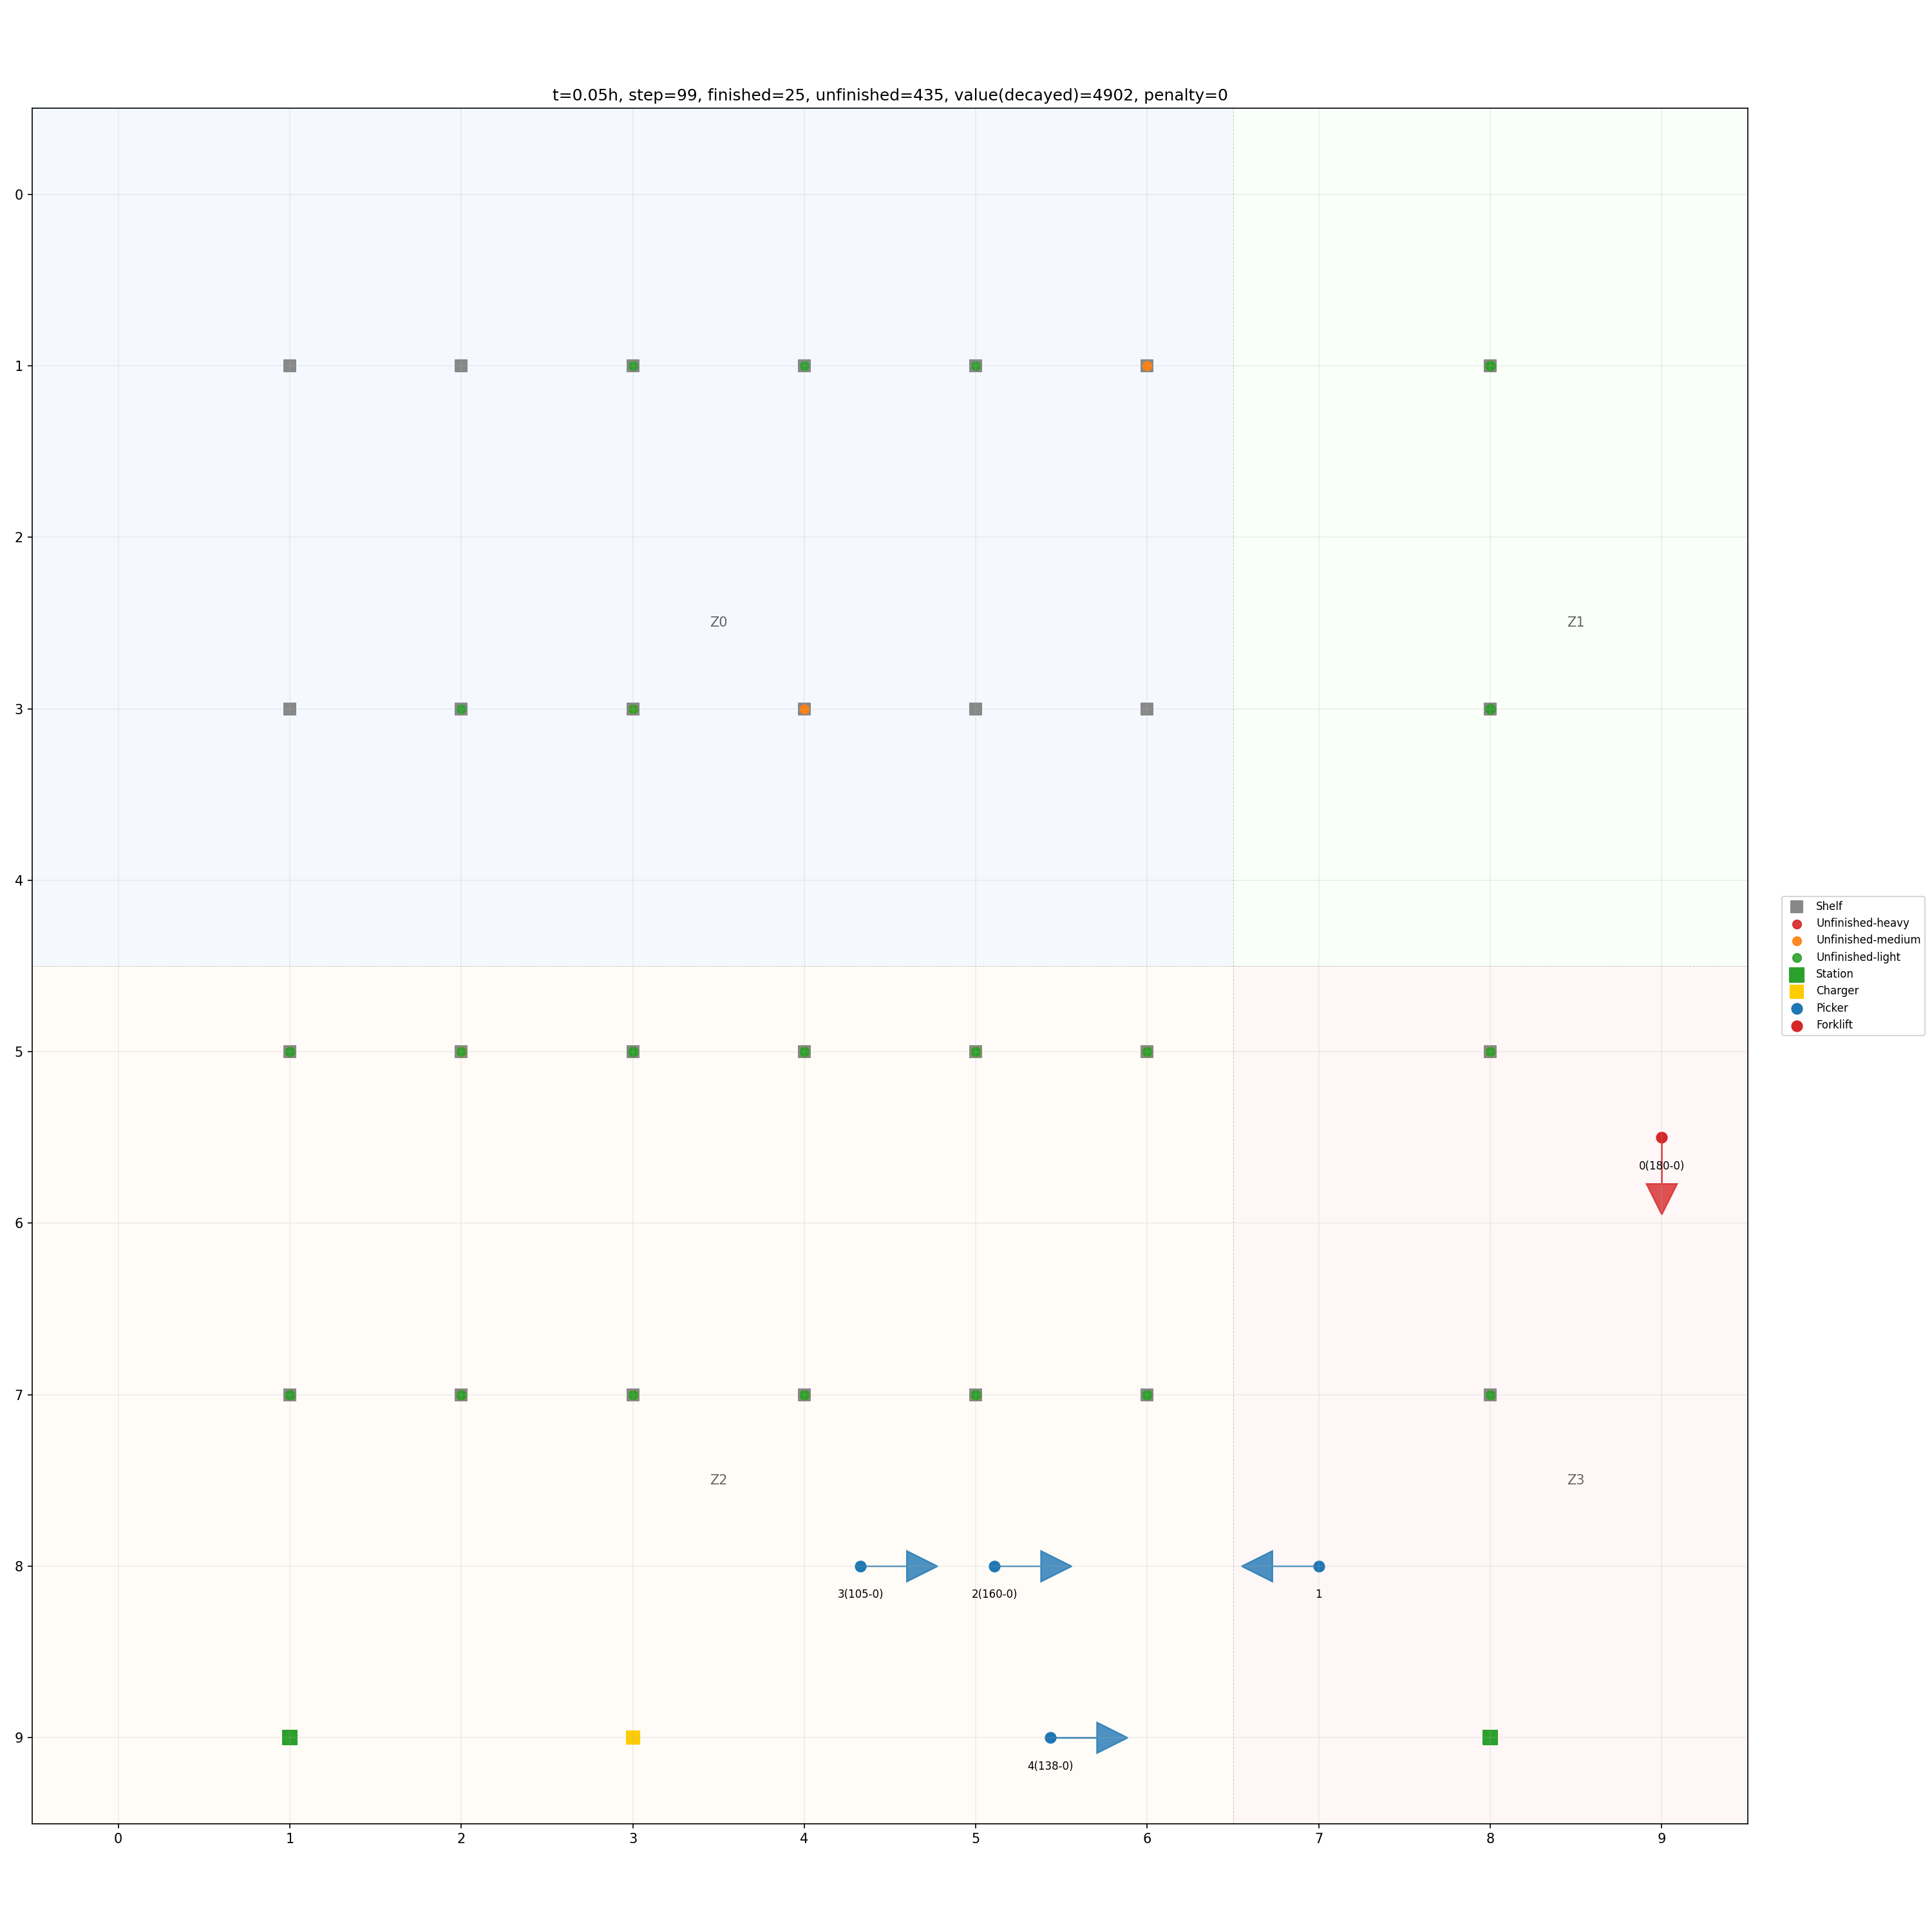 t=0.05h, step=99, finished=25, unfinished=435, value(decayed)=4902, penalty=0
0
1
2
Z0
Z1
3
4
Shelf
Unfinished-heavy
Unfinished-medium
Unfinished-light
Station
Charger
Picker
Forklift
5
0(180-0)
6
7
Z2
Z3
8
3(105-0)
2(160-0)
1
9
4(138-0)
0 1 2 3 4 5 6 7 8 9